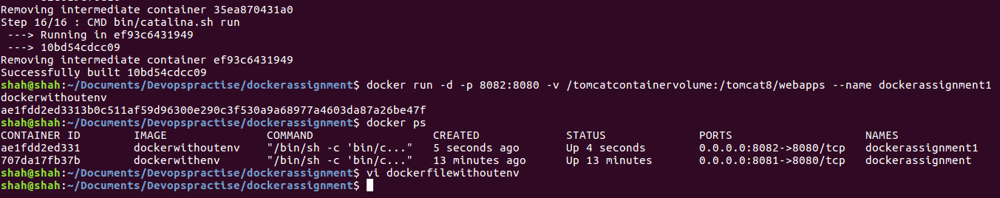 Removing intermediate container 35ea870431a0
Step 16/16 : CMD bin/catalina.sh run
 ---> Running in ef93c6431949
 ---> 10bd54cdcc09
Removing intermediate container ef93c6431949
Successfully built 10bd54cdcc09
shah@shah:~/Documents/Devopspractise/dockerassignment$ docker run -d -p 8082:8080 -v /tomcatcontainervolume:/tomcat8/webapps --name dockerassignment1
dockerwithoutenv
ae1fdd2ed3313b0c511af59d96300e290c3f530a9a68977a4603da87a26be47f
shah@shah:~/Documents/Devopspractise/dockerassignment$ docker ps
CONTAINER ID        IMAGE               COMMAND                  CREATED             STATUS              PORTS                    NAMES
ae1fdd2ed331        dockerwithoutenv    "/bin/sh -c 'bin/c..."   5 seconds ago       Up 4 seconds        0.0.0.0:8082->8080/tcp   dockerassignment1
707da17fb37b        dockerwithenv       "/bin/sh -c 'bin/c..."   13 minutes ago      Up 13 minutes       0.0.0.0:8081->8080/tcp   dockerassignment
shah@shah:~/Documents/Devopspractise/dockerassignment$ vi dockerfilewithoutenv
shah@shah:~/Documents/Devopspractise/dockerassignment$